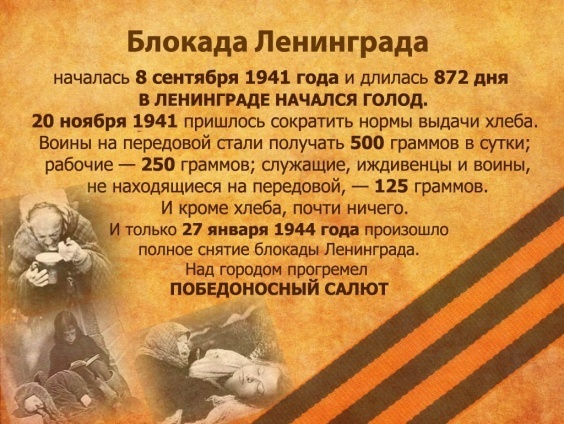 Блокада Ленинграда
началась 8 сентября 1941 года и длилась 872 дня
В ЛЕНИНГРАДЕ НАЧАЛСЯ ГОЛОД.
20 ноября 1941 пришлось сократить нормы выдачи хлеба.
Воины на передовой стали получать 500 граммов в сутки;
рабочие — 250 граммов; служащие, иждивенцы и воины,
не находящиеся на передовой, — 125 граммов.
И кроме хлеба, почти ничего.
И только 27 января 1944 года произошло
полное снятие блокады Ленинграда.
Над городом прогремел
ПОБЕДОНОСНЫЙ САЛЮТ